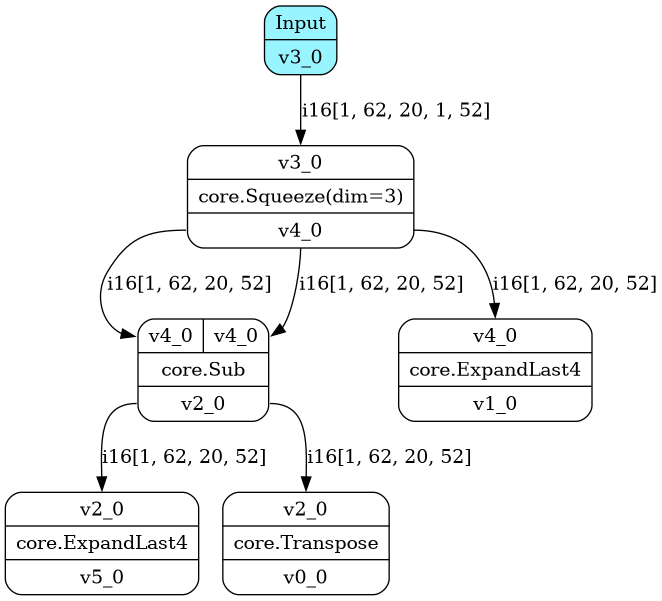 Input
v3_0
i16[1, 62, 20, 1, 52]
v3_0
core.Squeeze(dim=3)
v4_0
i16[1, 62, 20, 52]
i16[1, 62, 20, 52]
i16[1, 62, 20, 52]
v4_0
v4_0
core.Sub
v2_0
v4_0
core.ExpandLast4
v1_0
i16[1, 62, 20, 52]
i16[1, 62, 20, 52]
v2_0
core.ExpandLast4
v5_0
v2_0
core.Transpose
v0_0